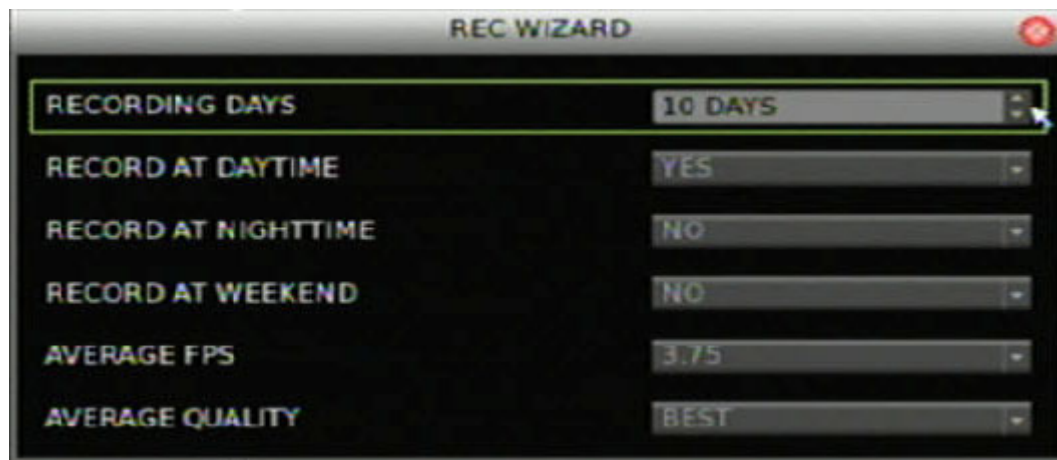 REC WIZARD
RECORDING DAYS 10 DAYS
RECORD AT DAYTIME YES
RECORD AT NIGHTTIME NO
RECORD AT WEEKEND NO
AVERAGE FPS 3.75
AVERAGE QUALITY BEST